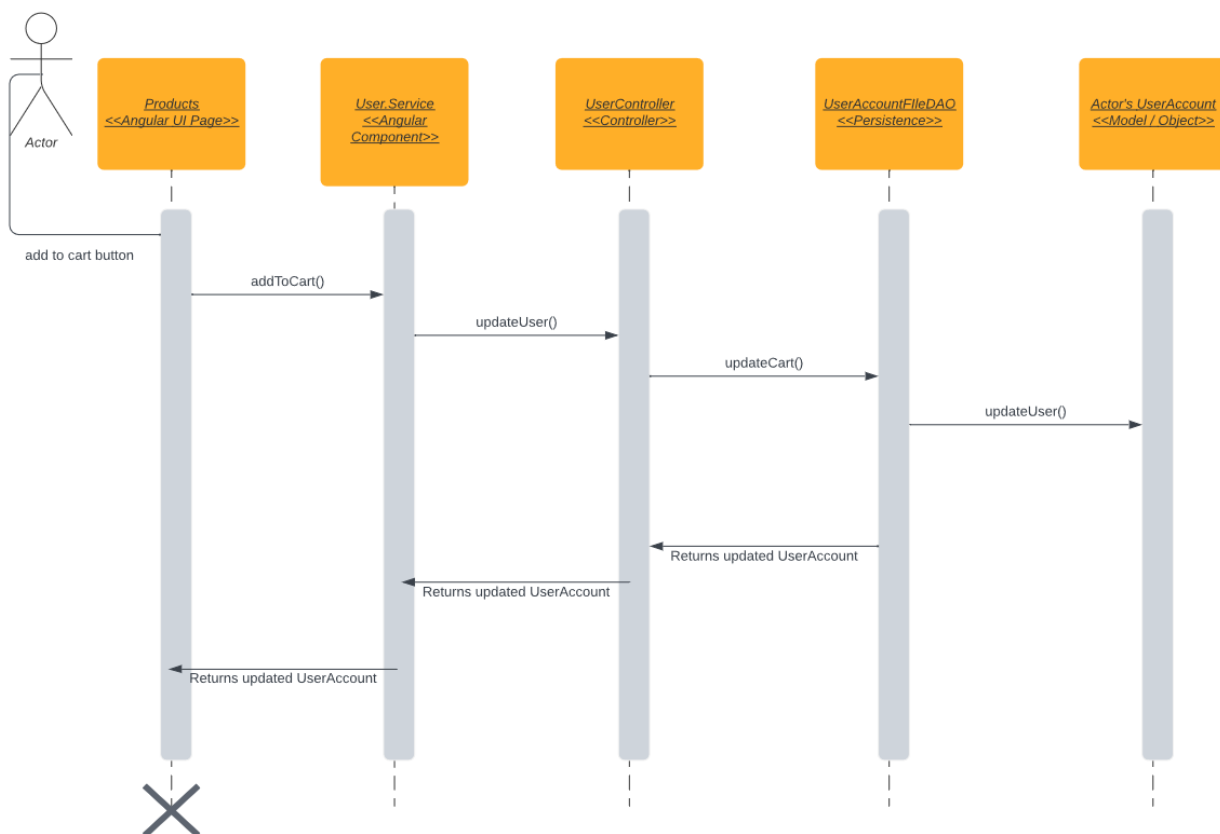 Actor
Products
<<Angular UI Page>>
User.Service
<<Angular
Component>>
UserController
<<Controller>>
UserAccountFIleDAO
<<Persistence>>
Actor's UserAccount
<<Model / Object>>
add to cart button
addToCart()
updateUser()
updateCart()
updateUser()
Returns updated UserAccount
Returns updated UserAccount
Returns updated UserAccount